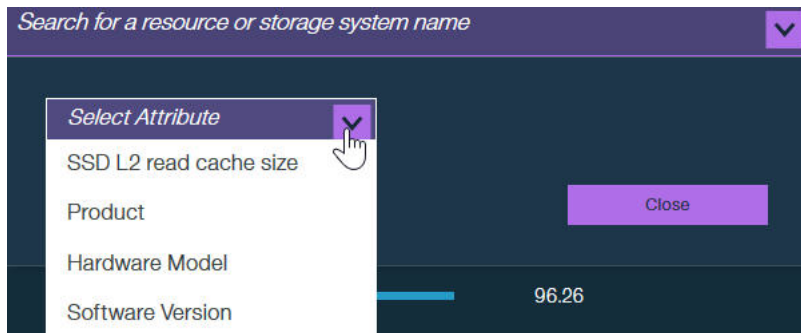 Search for a resource or storage system name
Select Attribute
SSD L2 read cache size
Product
Close
Hardware Model
96.26
Software Version